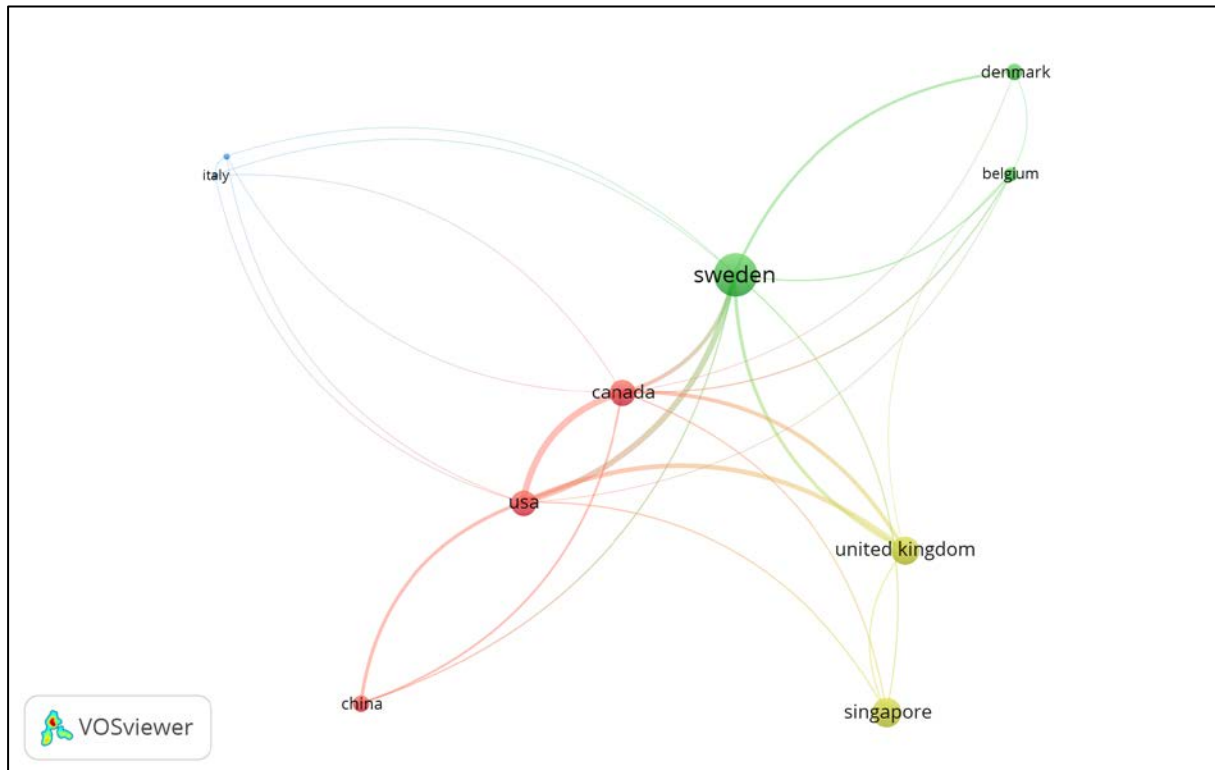 denmark
italy
belgium
sweden
canada
usa
united kingdom
china
singapore
VOSviewer